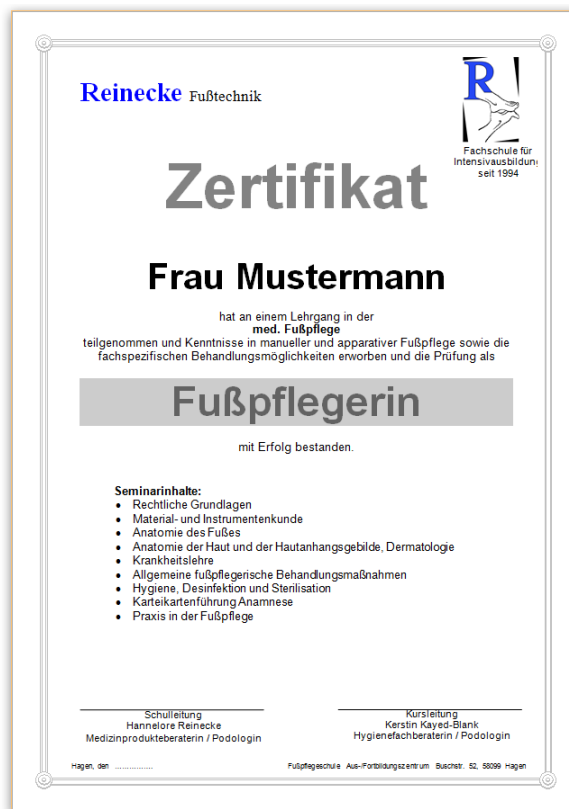 Reinecke Fußtechnik
R
Fachschule für
Intensivausbildung
seit 1994
Zertifikat
Frau Mustermann
hat an einem Lehrgang in der
med. Fußpflege
teilgenommen und Kenntnisse in manueller und apparativer Fußpflege sowie die
fachspezifischen Behandlungsmöglichkeiten erworben und die Prüfung als
Fußpflegerin
mit Erfolg bestanden.
Seminarinhalte:
• Rechtliche Grundlagen
• Material- und Instrumentenkunde
• Anatomie des Fußes
• Anatomie der Haut und der Hautanhangsgebilde, Dermatologie
• Krankheitslehre
• Allgemeine fußpflegerische Behandlungsmaßnahmen
• Hygiene, Desinfektion und Sterilisation
• Karteikartenführung Anamnese
• Praxis in der Fußpflege
Schulleitung
Hannelore Reinecke
Medizinprodukteberaterin / Podologin
Kursleitung
Kerstin Kayed-Blank
Hygienefachberaterin / Podologin
Hagen, den ...............
Fußpflegeschule Aus-/Fortbildungszentrum Buschstr. 52, 58099 Hagen